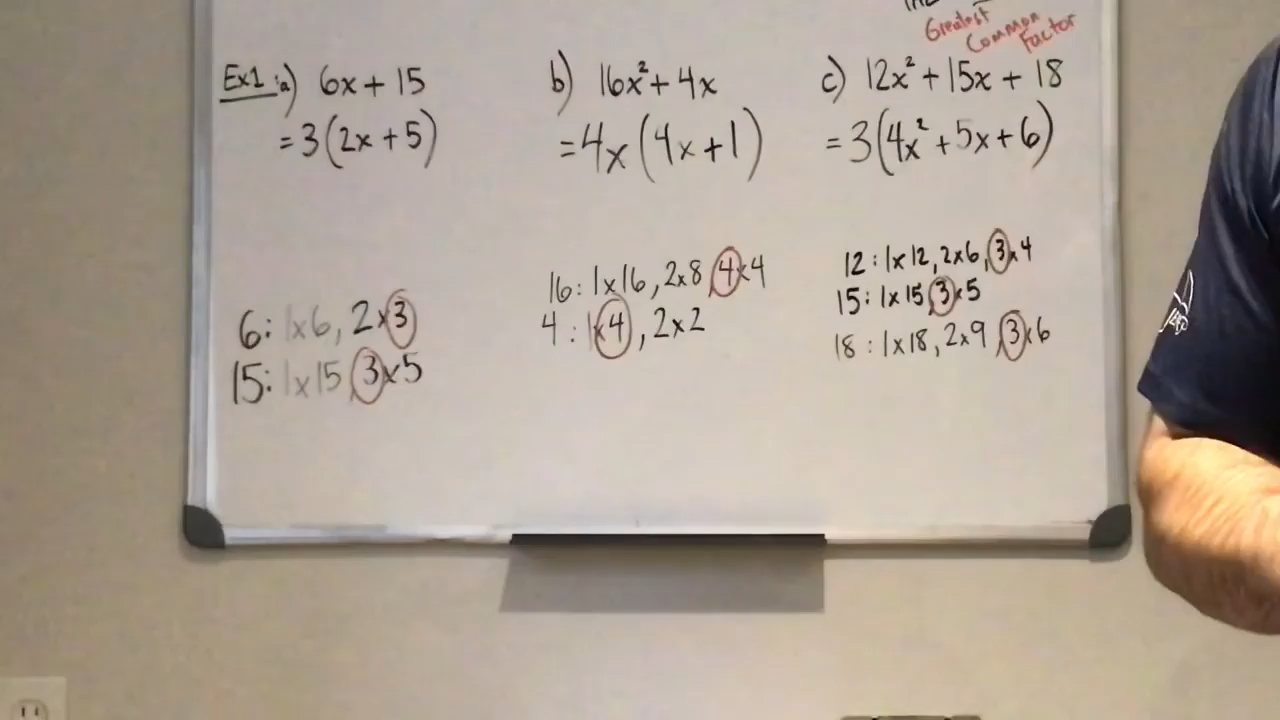 Greatest
Common
Factor
Ex1: a) 6x + 15
= 3(2x + 5)
b) 16x² + 4x
= 4x(4x + 1)
c) 12x² + 15x + 18
= 3(4x² + 5x + 6)
6: 1x6, 2x3
15: 1x15, 3x5
16: 1x16, 2x8, 4x4
4: 1x4, 2x2
12: 1x12, 2x6, 3x4
15: 1x15, 3x5
18: 1x18, 2x9, 3x6